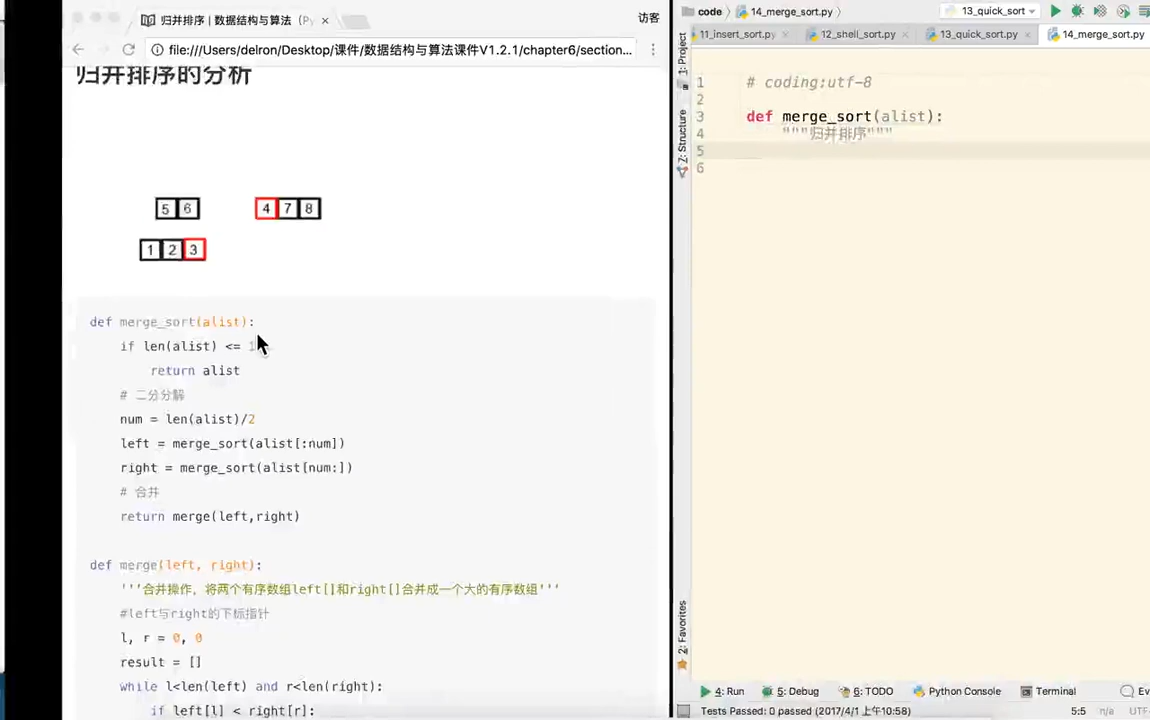 归并排序 | 数据结构与算法 (Py
访客
file:///Users/delron/Desktop/课件/数据结构与算法课件V1.2.1/chapter6/section...
归并排序的分析
5 6
4 7 8
1 2 3
def merge_sort(alist):
if len(alist) <= 1
return alist
# 二分分解
num = len(alist)/2
left = merge_sort(alist[:num])
right = merge_sort(alist[num:])
# 合并
return merge(left,right)
def merge(left, right):
'''合并操作，将两个有序数组left[]和right[]合并成一个大的有序数组'''
#left与right的下标指针
l, r = 0, 0
result = []
while l<len(left) and r<len(right):
if left[l] < right[r]:
code 14_merge_sort.py 13_quick_sort
11_insert_sort.py 12_shell_sort.py 13_quick_sort.py 14_merge_sort.py
1: Project
7: Structure
2: Favorites
1 # coding:utf-8
2
3 def merge_sort(alist):
4 """归并排序"""
5
6
4: Run 5: Debug 6: TODO Python Console Terminal Ev
Tests Passed: 0 passed (2017/4/1 上午10:58) 5:5 n/a UTF-